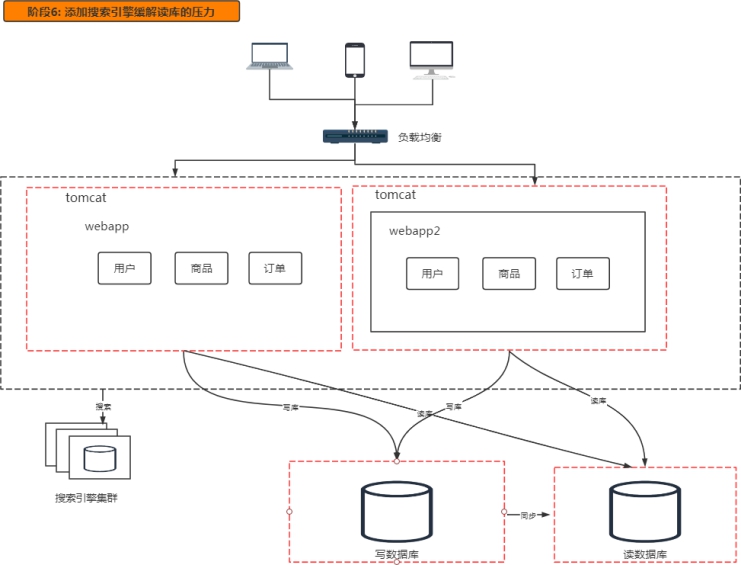 阶段6: 添加搜索引擎缓解读库的压力
负载均衡
tomcat
webapp
用户
商品
订单
tomcat
webapp2
用户
商品
订单
搜索
写库
读库
写库
读库
搜索引擎集群
同步
写数据库
读数据库